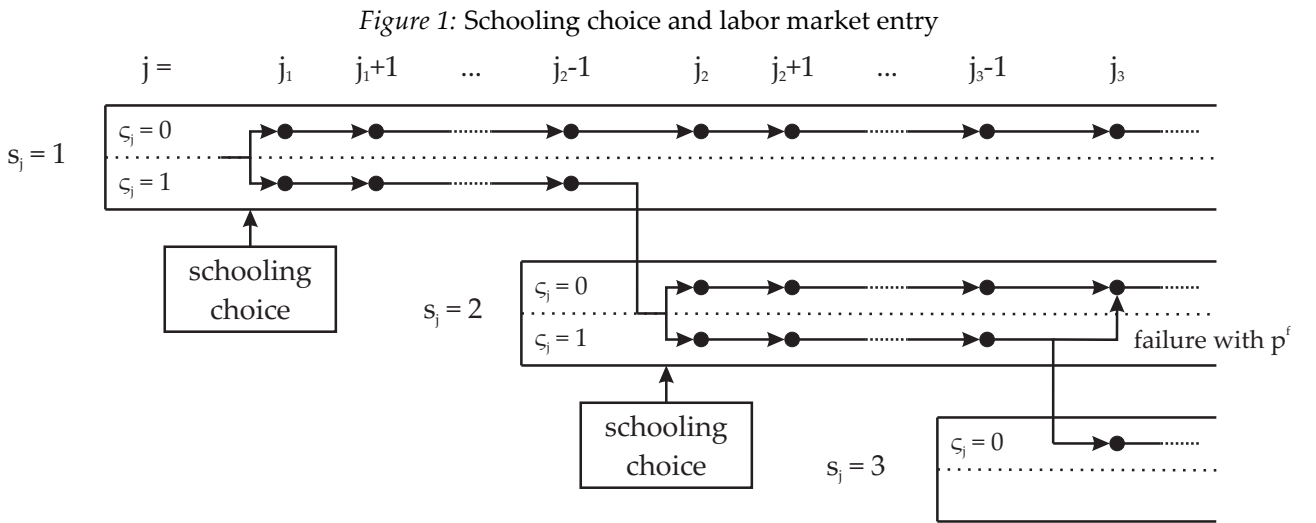 Figure 1: Schooling choice and labor market entry
j = j₁ j₁+1 ... j₂-1 j₂ j₂+1 ... j₃-1 j₃
ς_j = 0
s_j = 1
ς_j = 1
schooling
choice
ς_j = 0
s_j = 2
ς_j = 1
failure with p^f
schooling
choice
ς_j = 0
s_j = 3